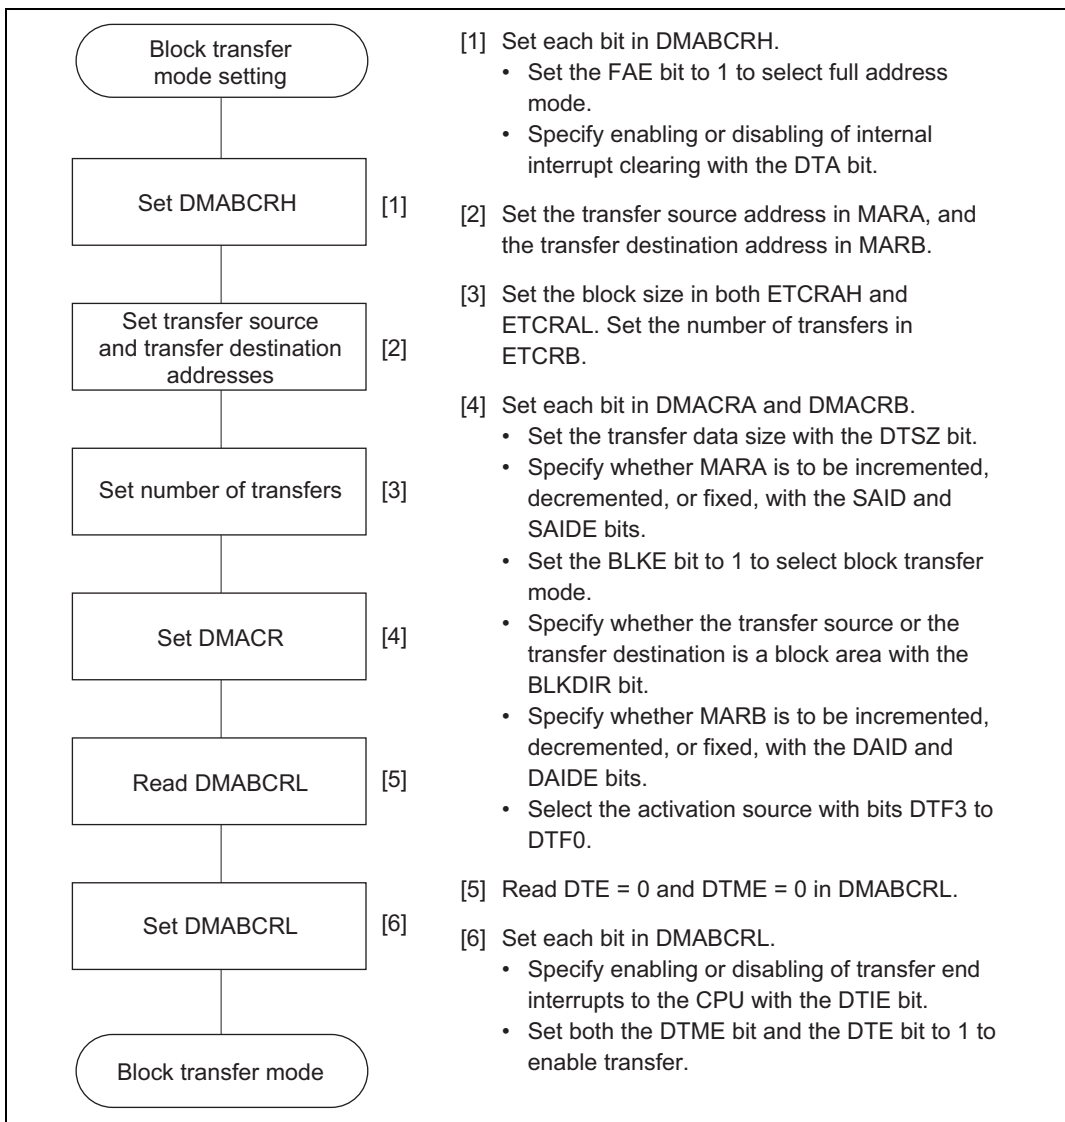 Block transfer
mode setting
Set DMABCRH
[1]
Set transfer source
and transfer destination
addresses
[2]
Set number of transfers
[3]
Set DMACR
[4]
Read DMABCRL
[5]
Set DMABCRL
[6]
Block transfer mode
[1] Set each bit in DMABCRH.
• Set the FAE bit to 1 to select full address
mode.
• Specify enabling or disabling of internal
interrupt clearing with the DTA bit.
[2] Set the transfer source address in MARA, and
the transfer destination address in MARB.
[3] Set the block size in both ETCRAH and
ETCRAL. Set the number of transfers in
ETCRB.
[4] Set each bit in DMACRA and DMACRB.
• Set the transfer data size with the DTSZ bit.
• Specify whether MARA is to be incremented,
decremented, or fixed, with the SAID and
SAIDE bits.
• Set the BLKE bit to 1 to select block transfer
mode.
• Specify whether the transfer source or the
transfer destination is a block area with the
BLKDIR bit.
• Specify whether MARB is to be incremented,
decremented, or fixed, with the DAID and
DAIDE bits.
• Select the activation source with bits DTF3 to
DTF0.
[5] Read DTE = 0 and DTME = 0 in DMABCRL.
[6] Set each bit in DMABCRL.
• Specify enabling or disabling of transfer end
interrupts to the CPU with the DTIE bit.
• Set both the DTME bit and the DTE bit to 1 to
enable transfer.